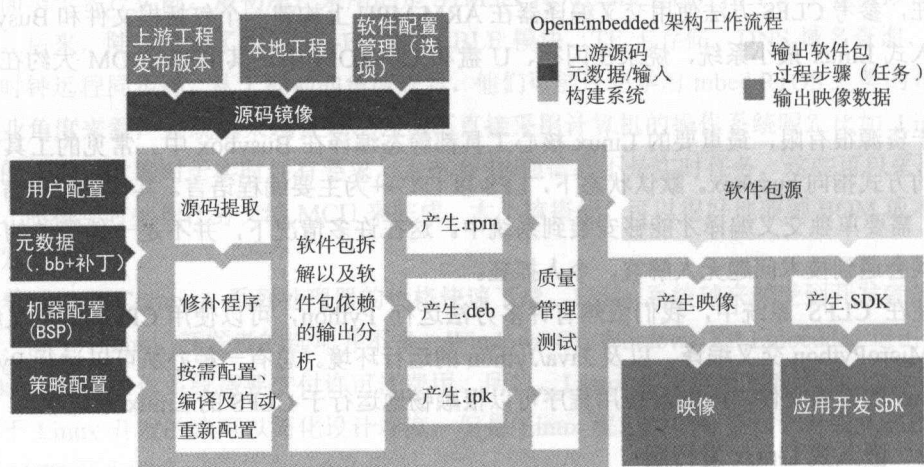 OpenEmbedded 架构工作流程
上游源码
元数据/输入
构建系统
输出软件包
过程步骤（任务）
输出映像数据
上游工程
发布版本
本地工程
软件配置
管理（选
项）
源码镜像
用户配置
元数据
（.bb+补丁）
机器配置
(BSP)
策略配置
源码提取
修补程序
按需配置、
编译及自动
重新配置
软件包拆
解以及软
件包依赖
的输出分
析
产生.rpm
产生.deb
产生.ipk
质量
管理
测试
软件包源
产生映像
产生 SDK
映像
应用开发 SDK